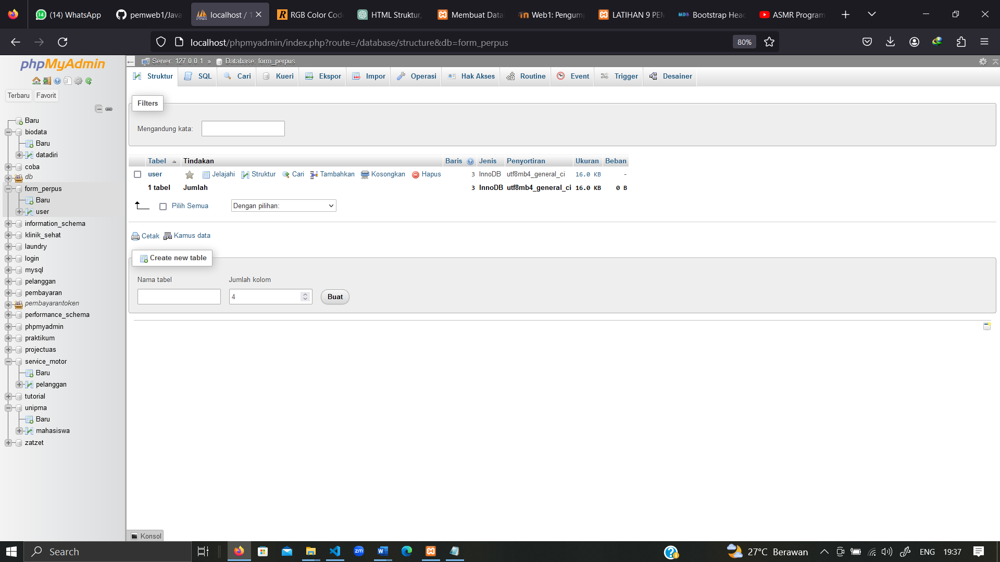 (14) WhatsApp
pemweb1/Java
localhost / 1
RGB Color Cod
HTML Struktur,
Membuat Data
Web1: Pengump
LATIHAN 9 PEM
Bootstrap Head
ASMR Program
localhost/phpmyadmin/index.php?route=/database/structure&db=form_perpus
80%
phpMyAdmin
Terbaru Favorit
Baru
biodata
Baru
datadiri
coba
db
form_perpus
Baru
user
information_schema
klinik_sehat
laundry
login
mysql
pelanggan
pembayaran
pembayarantoken
performance_schema
phpmyadmin
praktikum
projectuas
service_motor
Baru
pelanggan
tutorial
unipma
Baru
mahasiswa
zatzet
Server: 127.0.0.1 » Database: form_perpus
Struktur SQL Cari Kueri Ekspor Impor Operasi Hak Akses Routine Event Trigger Desainer
Filters
Mengandung kata:
Tabel Tindakan Baris Jenis Penyortiran Ukuran Beban
user Jelajahi Struktur Cari Tambahkan Kosongkan Hapus 3 InnoDB utf8mb4_general_ci 16.0 KB -
1 tabel Jumlah 3 InnoDB utf8mb4_general_ci 16.0 KB 0 B
Pilih Semua Dengan pilihan:
Cetak Kamus data
Create new table
Nama tabel Jumlah kolom
4 Buat
Konsol
Search
27°C Berawan
ENG 19:37